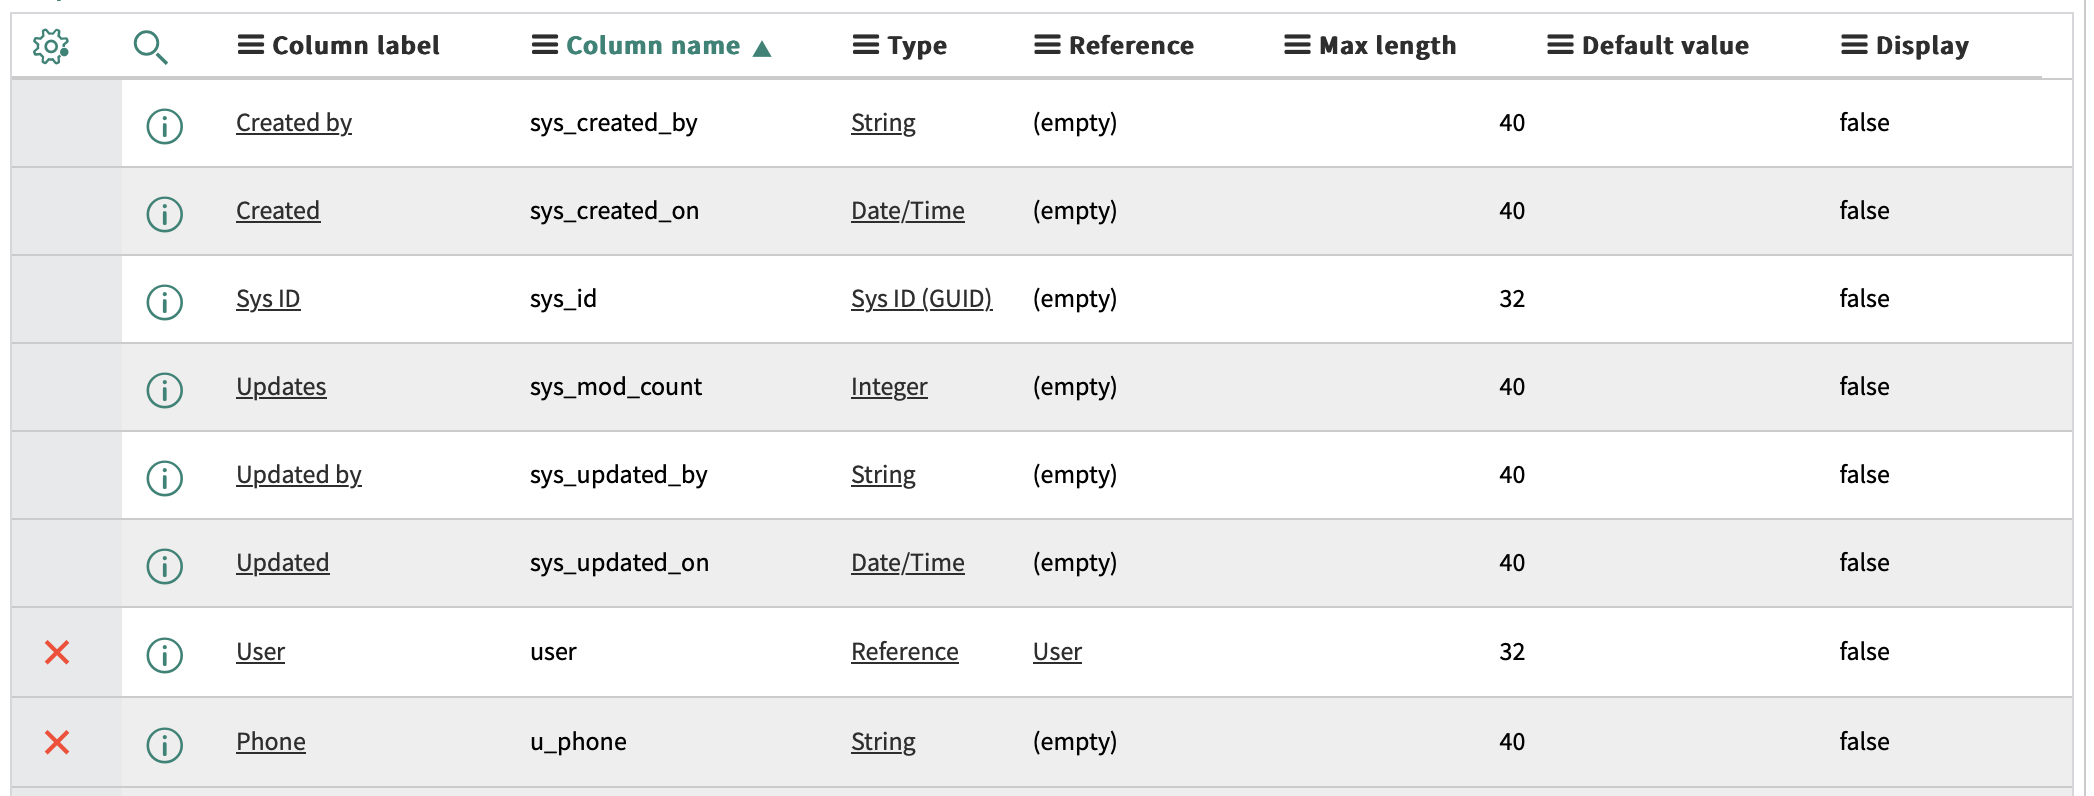 Column label Column name ▲ Type Reference Max length Default value Display
Created by sys_created_by String (empty) 40 false
Created sys_created_on Date/Time (empty) 40 false
Sys ID sys_id Sys ID (GUID) (empty) 32 false
Updates sys_mod_count Integer (empty) 40 false
Updated by sys_updated_by String (empty) 40 false
Updated sys_updated_on Date/Time (empty) 40 false
User user Reference User 32 false
Phone u_phone String (empty) 40 false